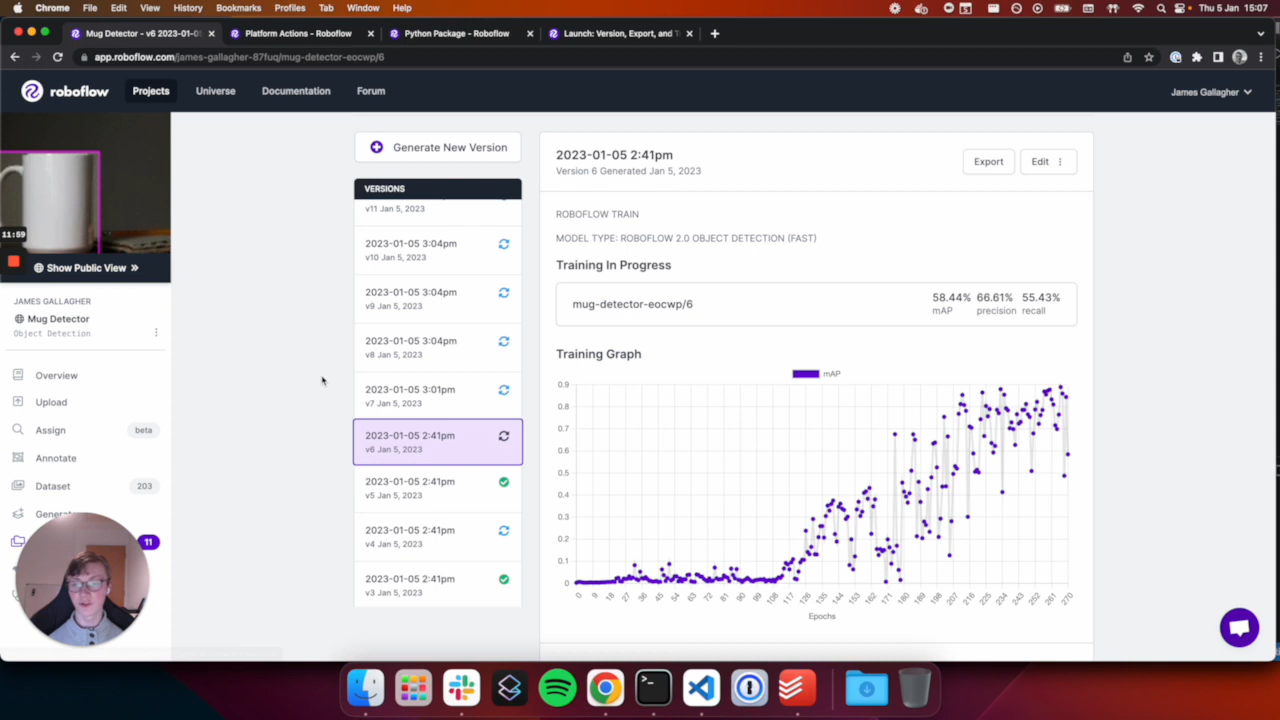 Chrome File Edit View History Bookmarks Profiles Tab Window Help Thu 5 Jan 15:07
Mug Detector - v6 2023-01-05 Platform Actions - Roboflow Python Package - Roboflow Launch: Version, Export, and T
app.roboflow.com/james-gallagher-87fuq/mug-detector-eocwp/6
roboflow Projects Universe Documentation Forum James Gallagher
11:59
Show Public View
JAMES GALLAGHER
Mug Detector
Object Detection
Overview
Upload
Assign beta
Annotate
Dataset 203
Generate
11
Generate New Version
VERSIONS
v11 Jan 5, 2023
2023-01-05 3:04pm
v10 Jan 5, 2023
2023-01-05 3:04pm
v9 Jan 5, 2023
2023-01-05 3:04pm
v8 Jan 5, 2023
2023-01-05 3:01pm
v7 Jan 5, 2023
2023-01-05 2:41pm
v6 Jan 5, 2023
2023-01-05 2:41pm
v5 Jan 5, 2023
2023-01-05 2:41pm
v4 Jan 5, 2023
2023-01-05 2:41pm
v3 Jan 5, 2023
2023-01-05 2:41pm
Version 6 Generated Jan 5, 2023
Export Edit
ROBOFLOW TRAIN
MODEL TYPE: ROBOFLOW 2.0 OBJECT DETECTION (FAST)
Training In Progress
mug-detector-eocwp/6
58.44% 66.61% 55.43%
mAP precision recall
Training Graph
mAP
0.9
0.8
0.7
0.6
0.5
0.4
0.3
0.2
0.1
0
0 9 18 27 36 45 54 63 72 81 90 99 108 117 126 135 144 153 162 171 180 189 198 207 216 225 234 243 252 261 270
Epochs